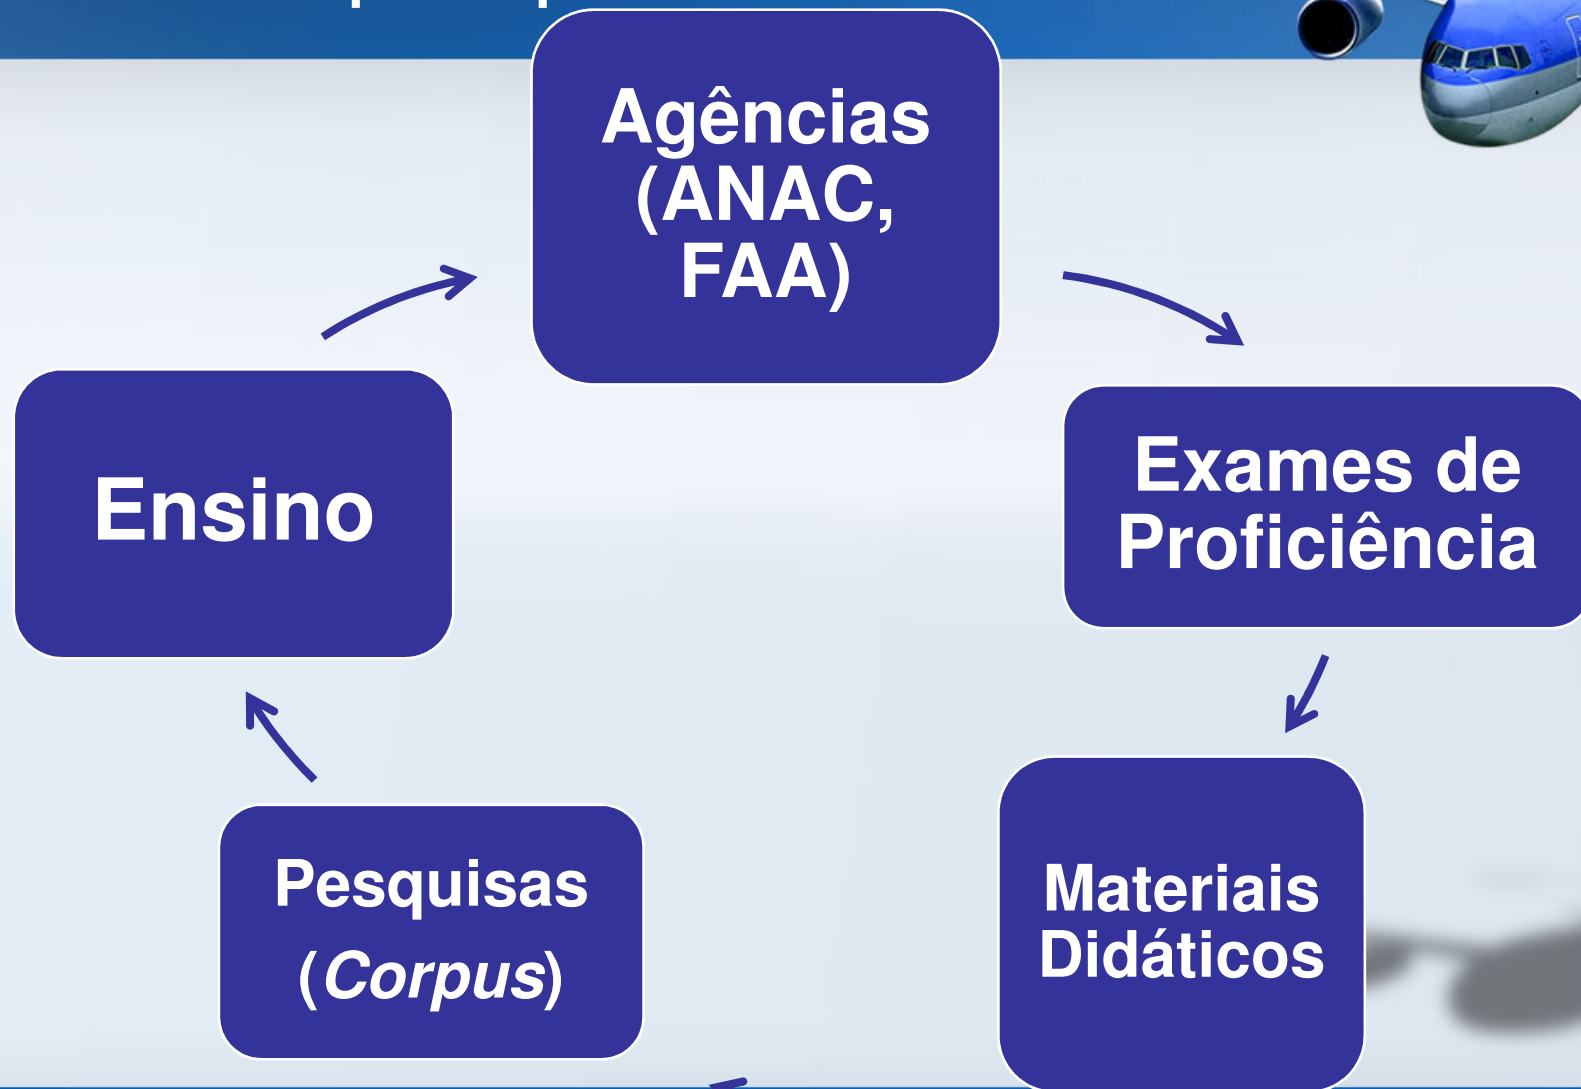 Agências
(ANAC,
FAA)
Ensino
Exames de
Proficiência
Pesquisas
(Corpus)
Materiais
Didáticos